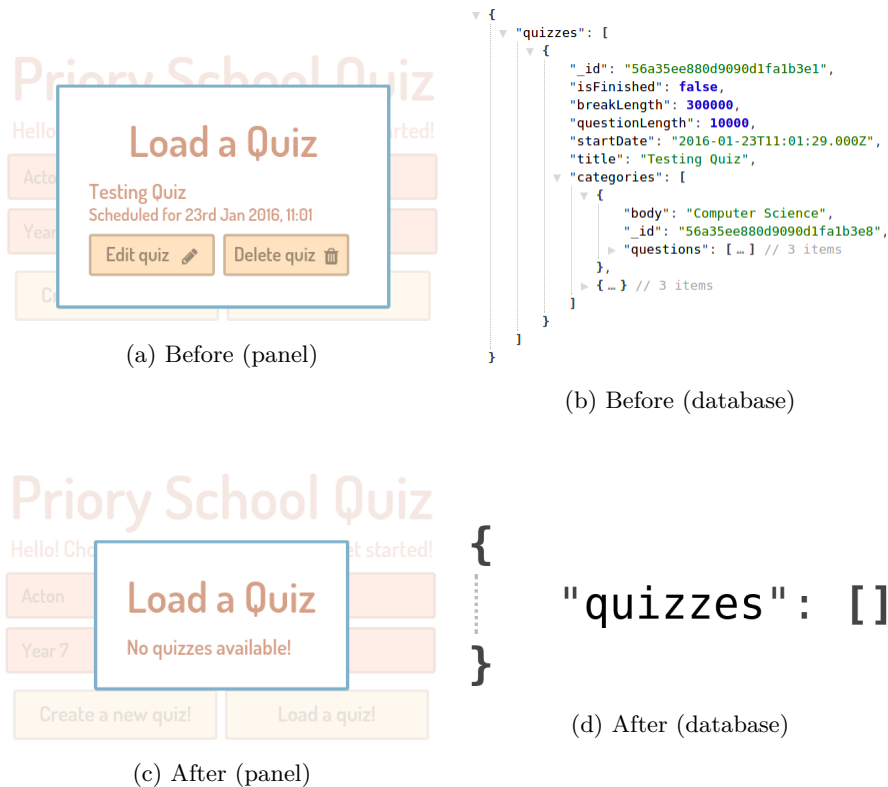 Priory School Quiz
Hello
rted!
Acto
Year
Cr
Load a Quiz
Testing Quiz
Scheduled for 23rd Jan 2016, 11:01
Edit quiz Delete quiz
(a) Before (panel)
{
"quizzes": [
{
"_id": "56a35ee880d9090d1fa1b3e1",
"isFinished": false,
"breakLength": 300000,
"questionLength": 10000,
"startDate": "2016-01-23T11:01:29.000Z",
"title": "Testing Quiz",
"categories": [
{
"body": "Computer Science",
"_id": "56a35ee880d9090d1fa1b3e8",
"questions": [ … ] // 3 items
},
{ … } // 3 items
]
}
]
}
(b) Before (database)
Priory School Quiz
Hello! Cho
et started!
Acton
Year 7
Load a Quiz
No quizzes available!
Create a new quiz! Load a quiz!
(c) After (panel)
{
"quizzes": []
}
(d) After (database)